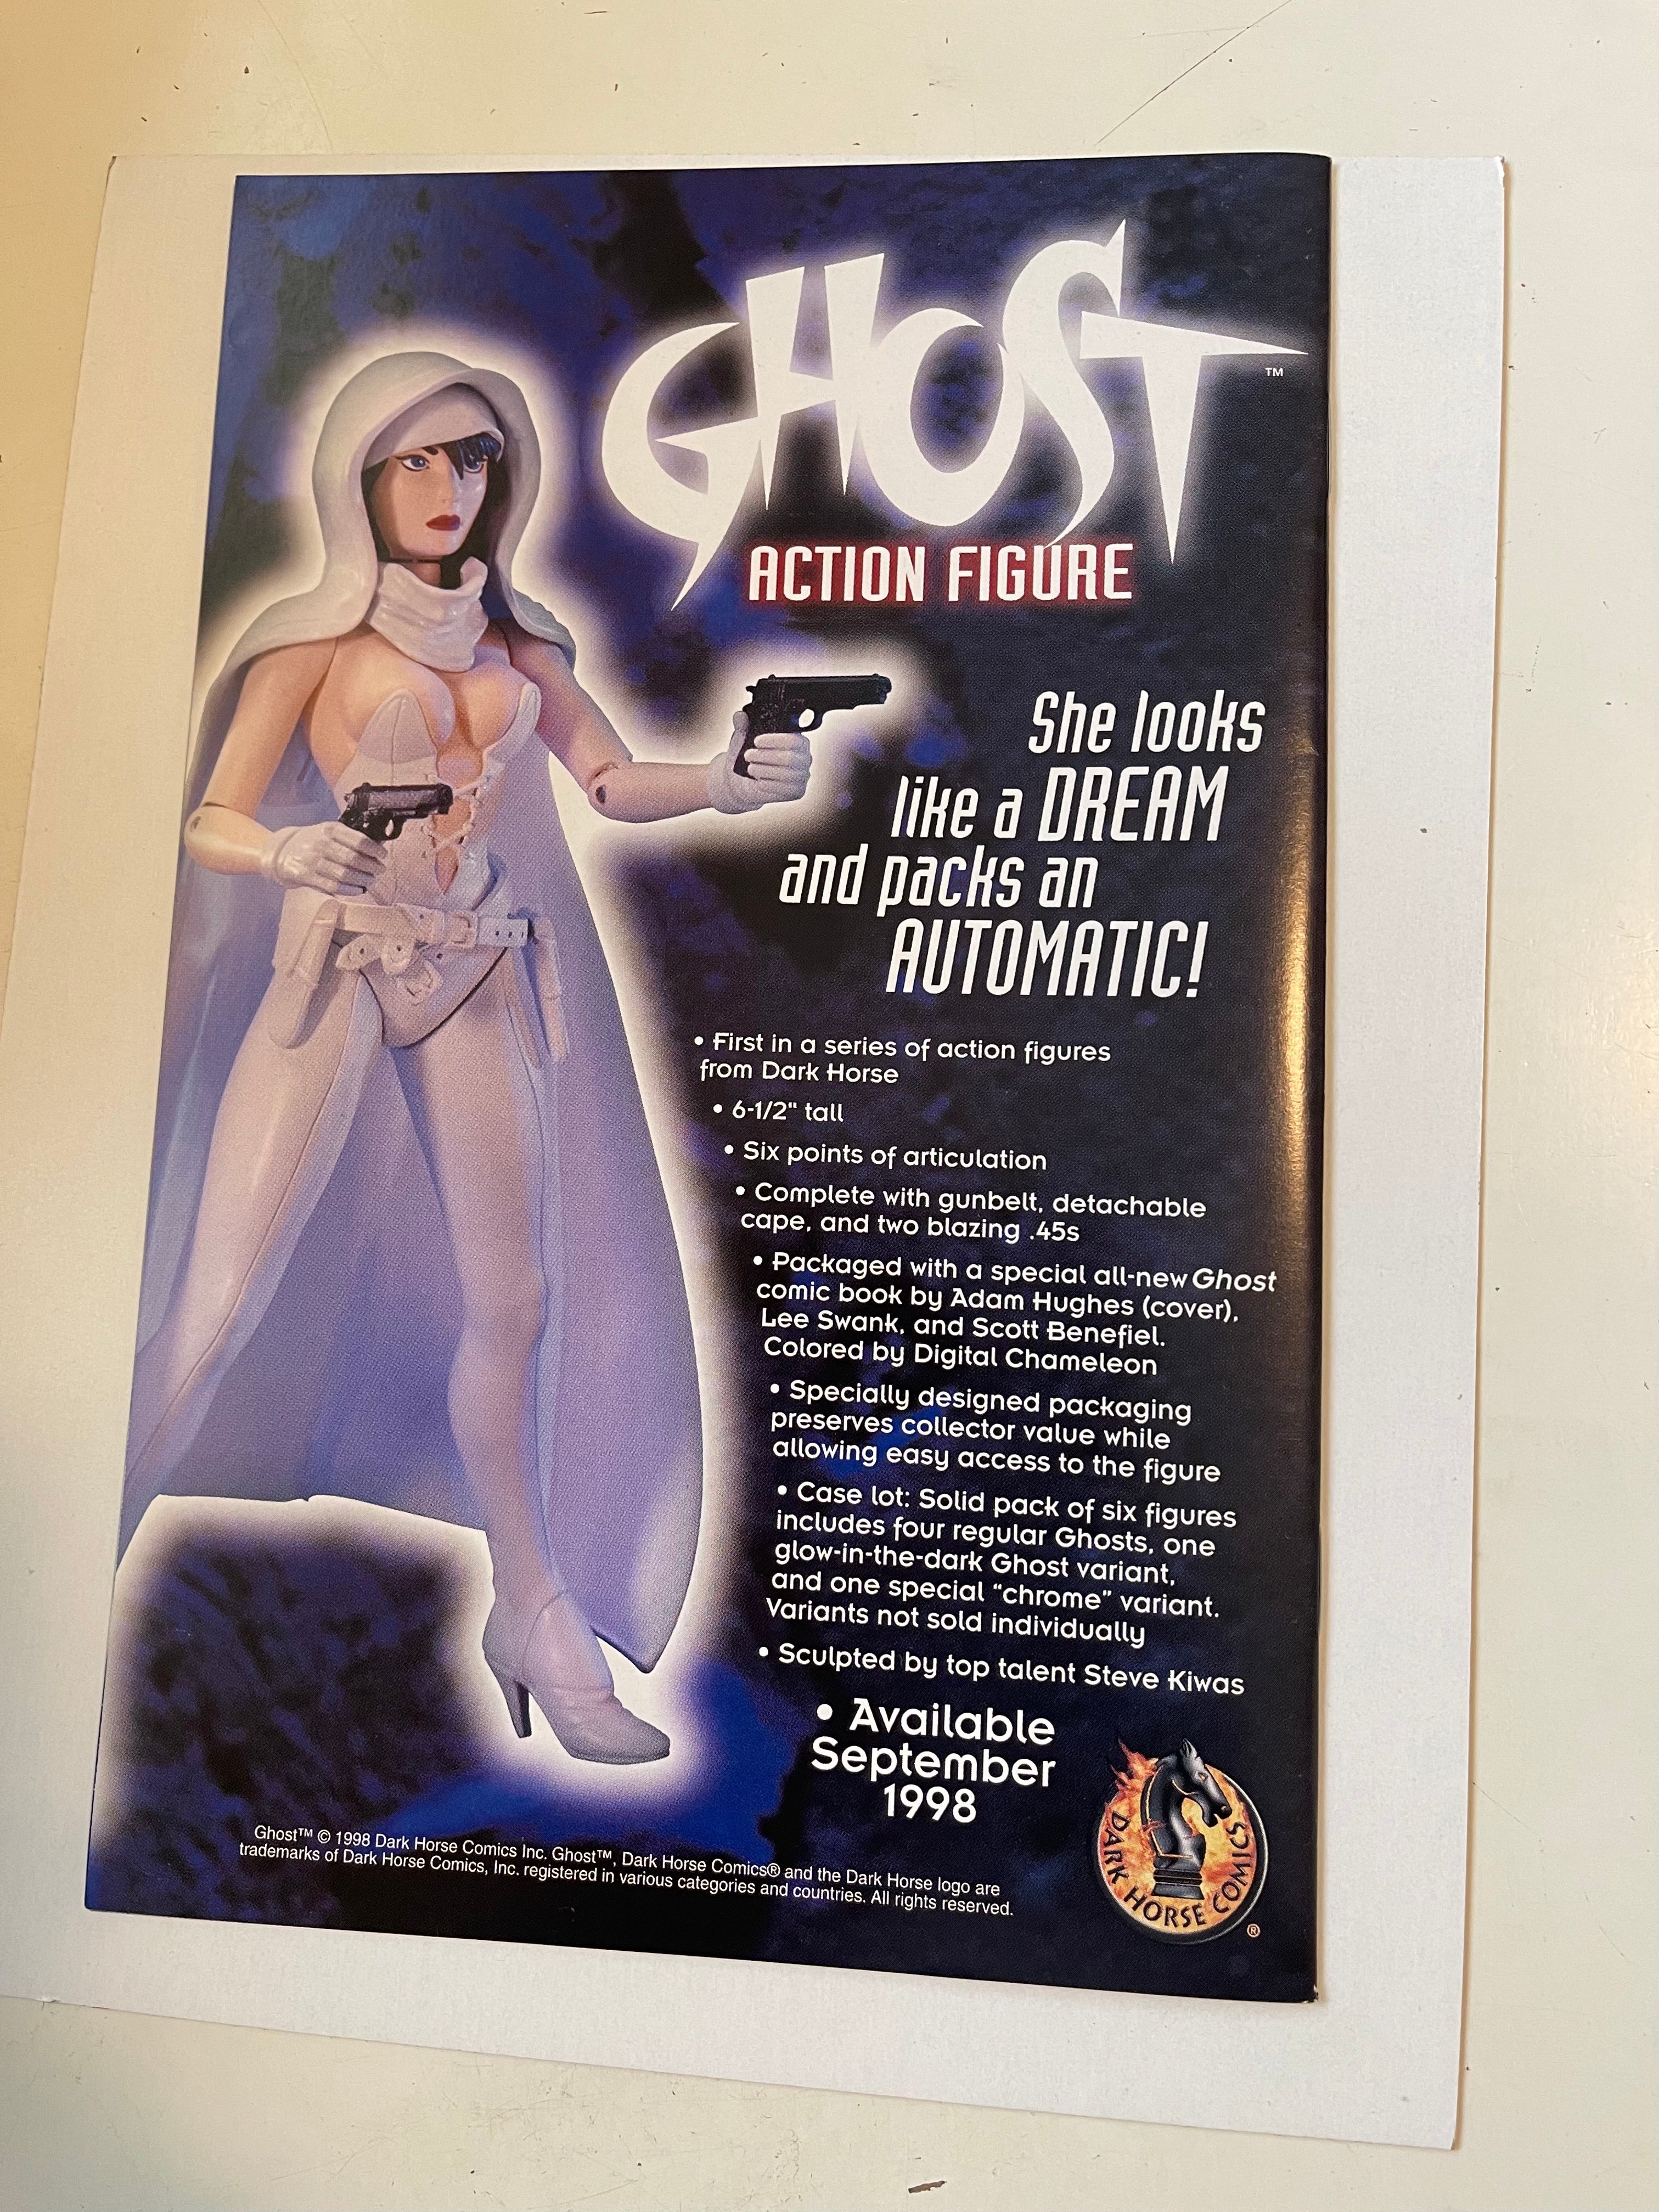 GHOST™
ACTION FIGURE
She looks
like a DREAM
and packs an
AUTOMATIC!
• First in a series of action figures
from Dark Horse
• 6-1/2" tall
• Six points of articulation
• Complete with gunbelt, detachable
cape, and two blazing .45s
• Packaged with a special all-new Ghost
comic book by Adam Hughes (cover),
Lee Swank, and Scott Benefiel.
Colored by Digital Chameleon
• Specially designed packaging
preserves collector value while
allowing easy access to the figure
• Case lot: Solid pack of six figures
includes four regular Ghosts, one
glow-in-the-dark Ghost variant,
and one special “chrome” variant.
Variants not sold individually
• Sculpted by top talent Steve Kiwas
• Available
September
1998
Ghost™ © 1998 Dark Horse Comics Inc. Ghost™, Dark Horse Comics® and the Dark Horse logo are
trademarks of Dark Horse Comics, Inc. registered in various categories and countries. All rights reserved.
DARK HORSE COMICS
®